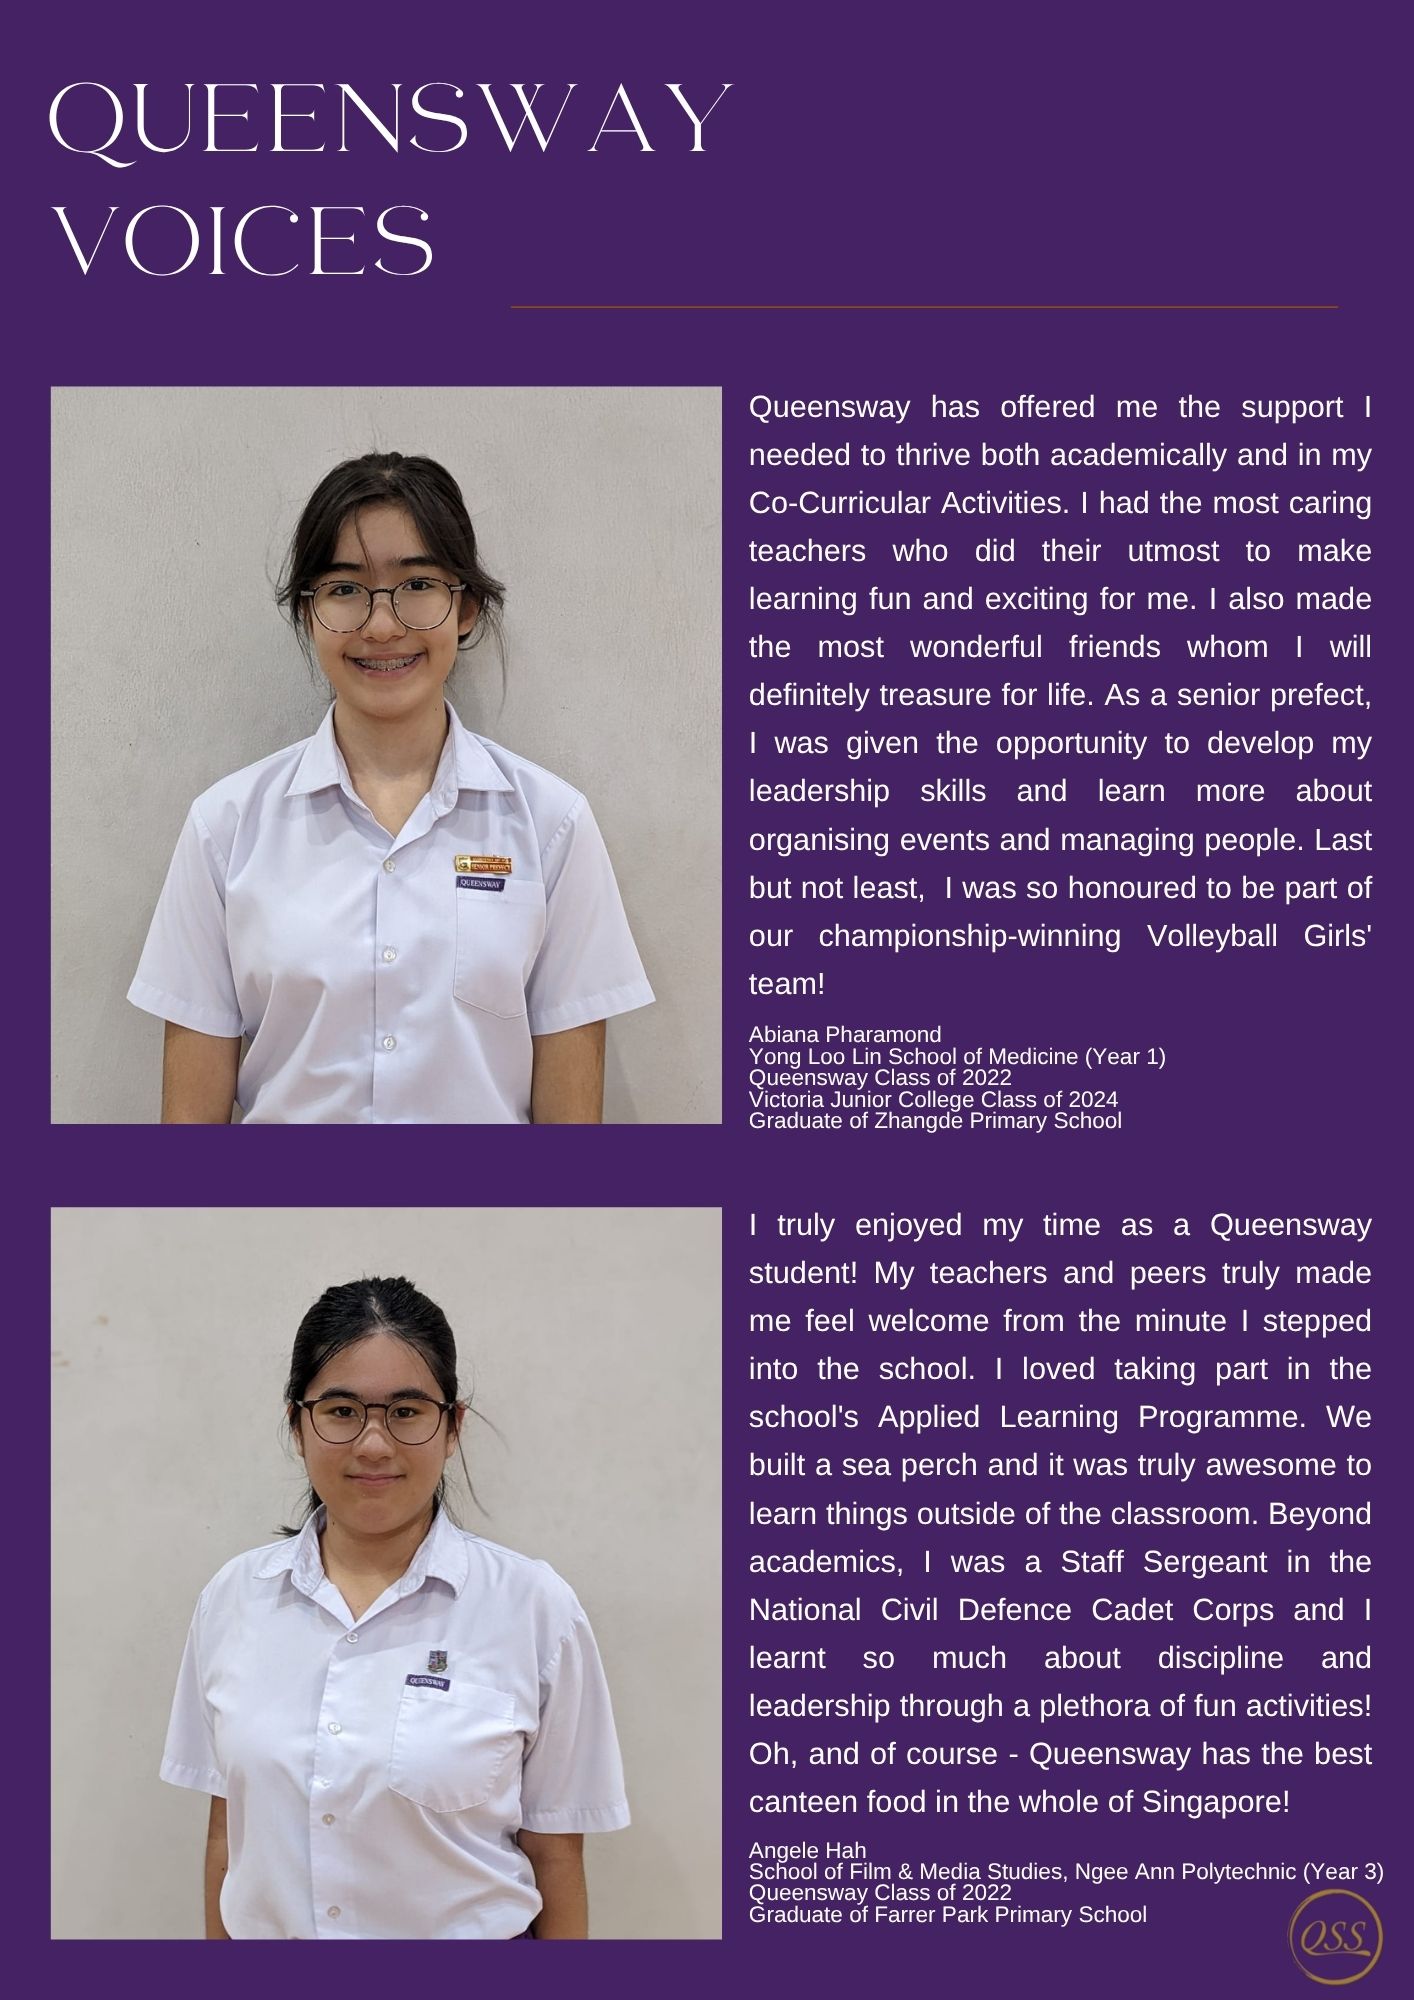 QUEENSWAY
VOICES
Queensway has offered me the support I
needed to thrive both academically and in my
Co-Curricular Activities. I had the most caring
teachers who did their utmost to make
learning fun and exciting for me. I also made
the most wonderful friends whom I will
definitely treasure for life. As a senior prefect,
I was given the opportunity to develop my
leadership skills and learn more about
organising events and managing people. Last
but not least,  I was so honoured to be part of
our championship-winning Volleyball Girls'
team!
Abiana Pharamond
Yong Loo Lin School of Medicine (Year 1)
Queensway Class of 2022
Victoria Junior College Class of 2024
Graduate of Zhangde Primary School
SENIOR PREFECT
QUEENSWAY
I truly enjoyed my time as a Queensway
student! My teachers and peers truly made
me feel welcome from the minute I stepped
into the school. I loved taking part in the
school's Applied Learning Programme. We
built a sea perch and it was truly awesome to
learn things outside of the classroom. Beyond
academics, I was a Staff Sergeant in the
National Civil Defence Cadet Corps and I
learnt so much about discipline and
leadership through a plethora of fun activities!
Oh, and of course - Queensway has the best
canteen food in the whole of Singapore!
Angele Hah
School of Film & Media Studies, Ngee Ann Polytechnic (Year 3)
Queensway Class of 2022
Graduate of Farrer Park Primary School
QUEENSWAY
QSS